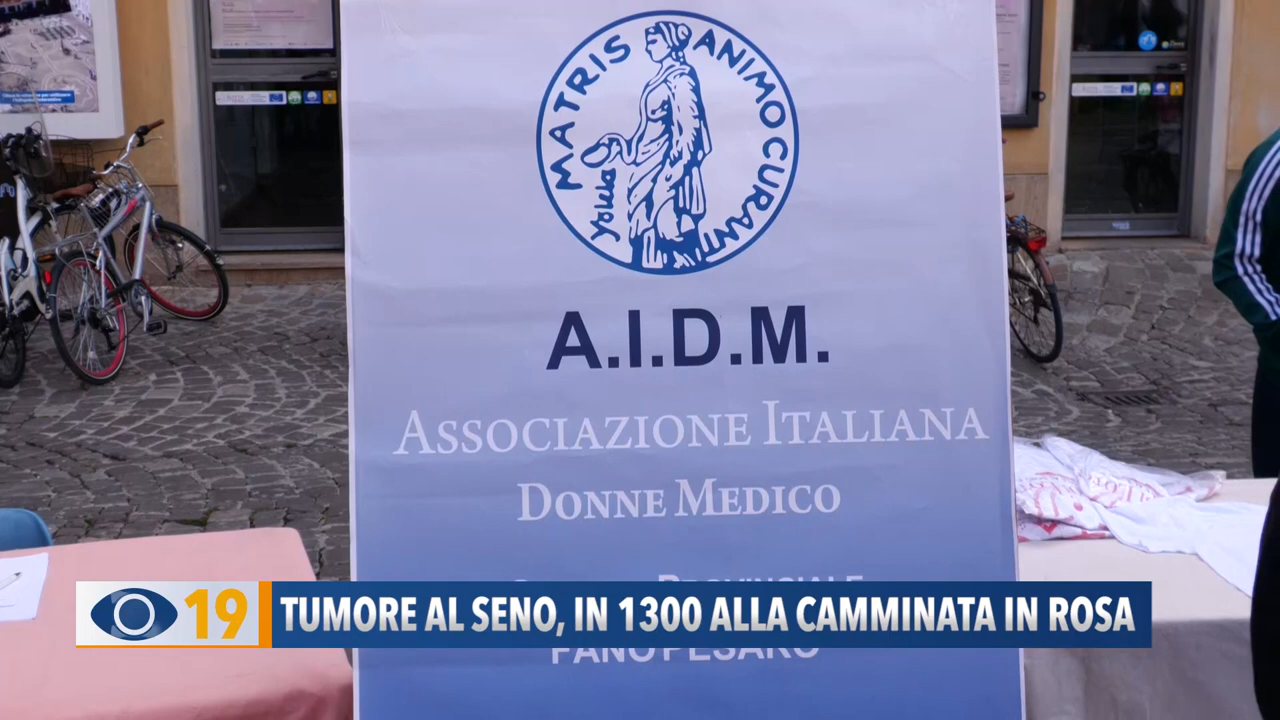 MATRIS ANIMO CURANT
A.I.D.M.
ASSOCIAZIONE ITALIANA
DONNE MEDICO
PROVINCIALE
19
TUMORE AL SENO, IN 1300 ALLA CAMMINATA IN ROSA
FANO PESARO